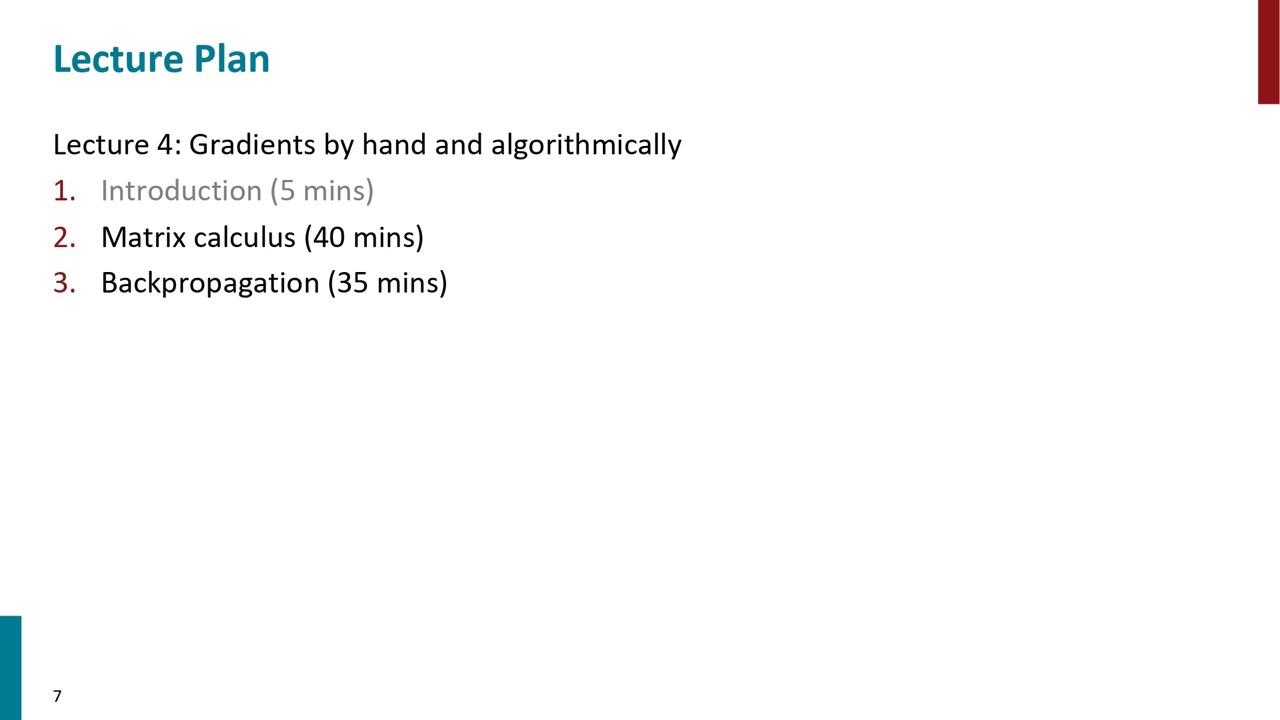 Lecture Plan
Lecture 4: Gradients by hand and algorithmically
1. Introduction (5 mins)
2. Matrix calculus (40 mins)
3. Backpropagation (35 mins)
7